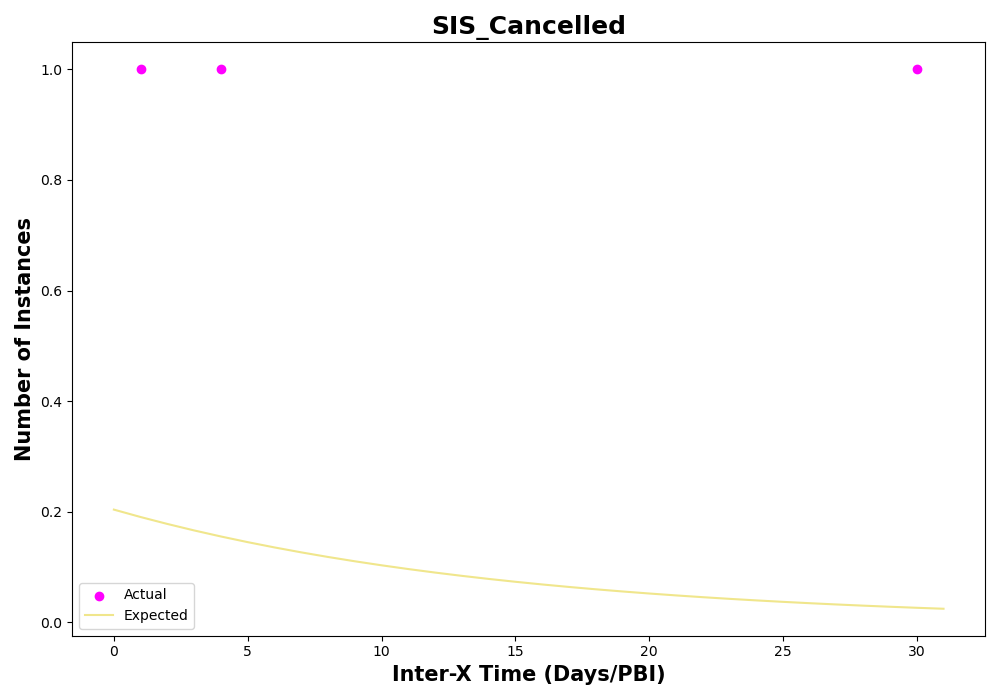 SIS_Cancelled
Number of Instances
1.0
0.8
0.6
0.4
0.2
0.0
Actual
Expected
0 5 10 15 20 25 30
Inter-X Time (Days/PBI)